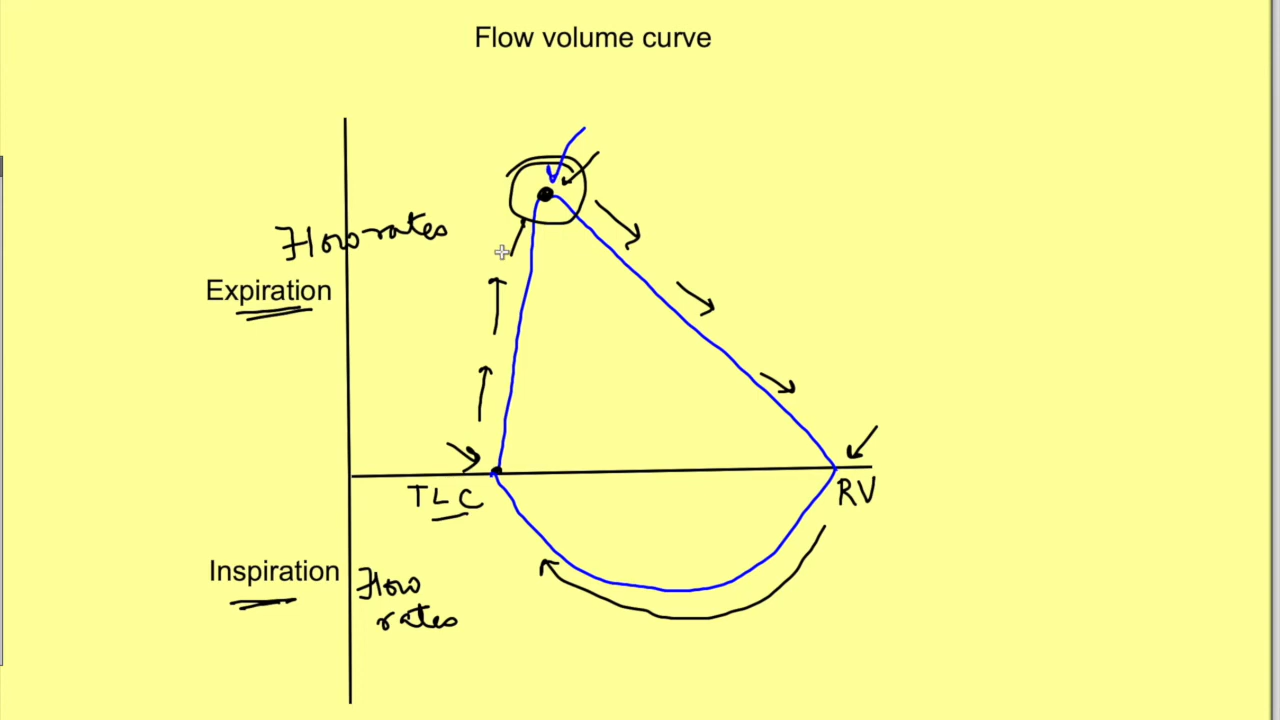 Flow volume curve
Flow rates
Expiration
TLC
RV
Inspiration
Flow
rates